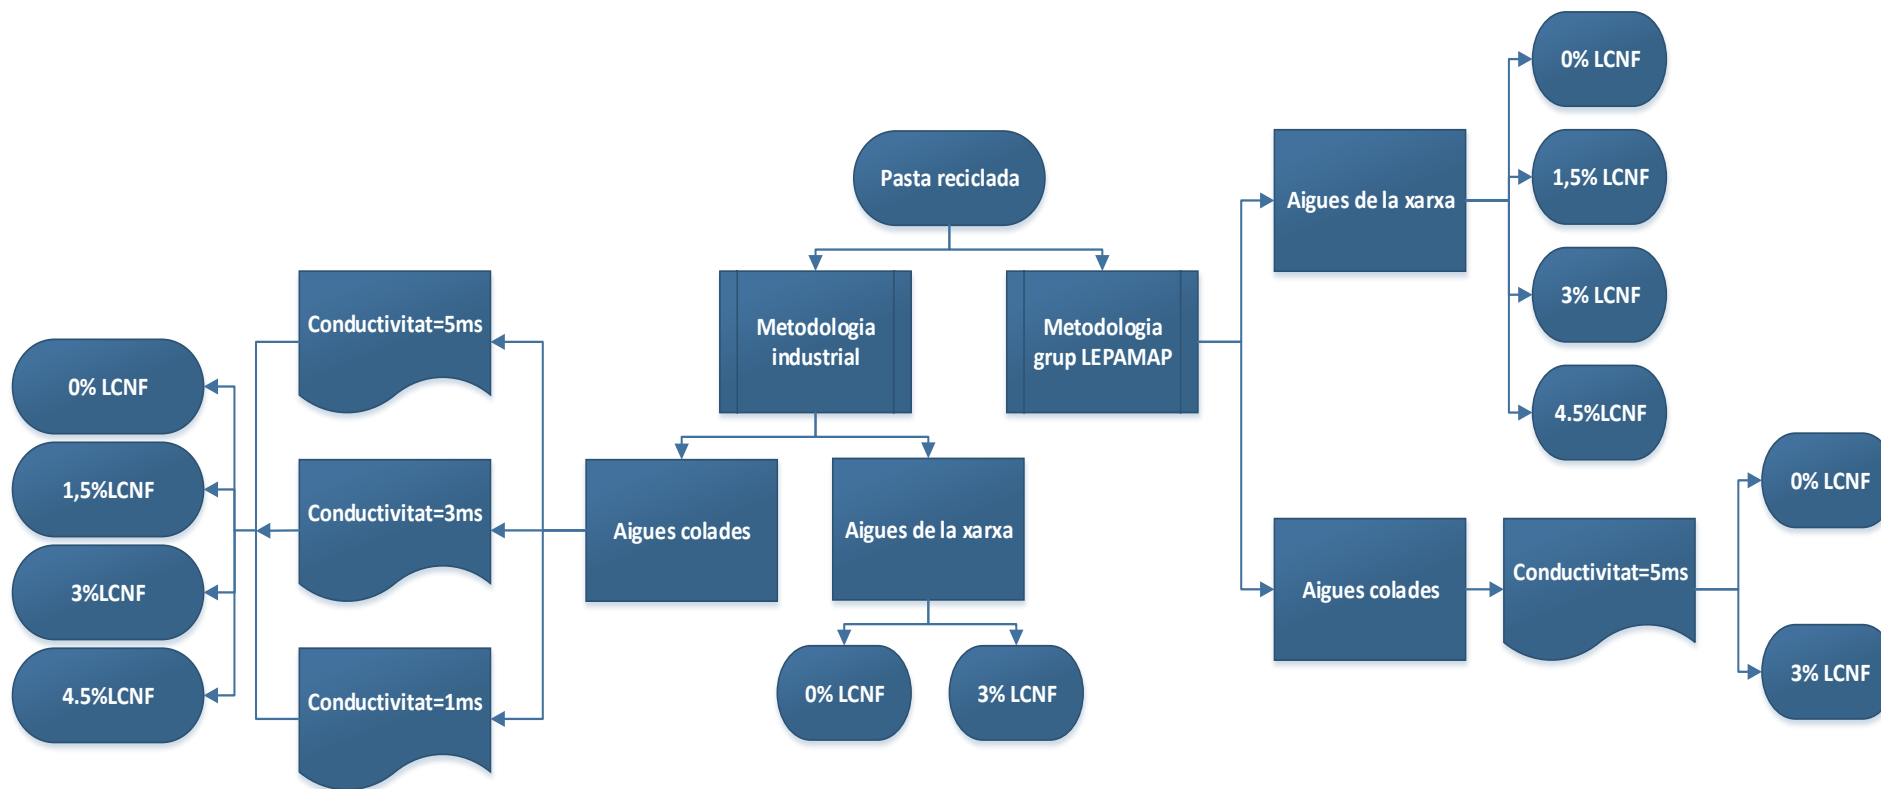 Pasta reciclada
Metodologia
industrial
Metodologia
grup LEPAMAP
Aigues colades
Aigues de la xarxa
Conductivitat=5ms
Conductivitat=3ms
Conductivitat=1ms
0% LCNF
1,5%LCNF
3%LCNF
4.5%LCNF
0% LCNF
3% LCNF
Aigues de la xarxa
0% LCNF
1,5% LCNF
3% LCNF
4.5%LCNF
Aigues colades
Conductivitat=5ms
0% LCNF
3% LCNF